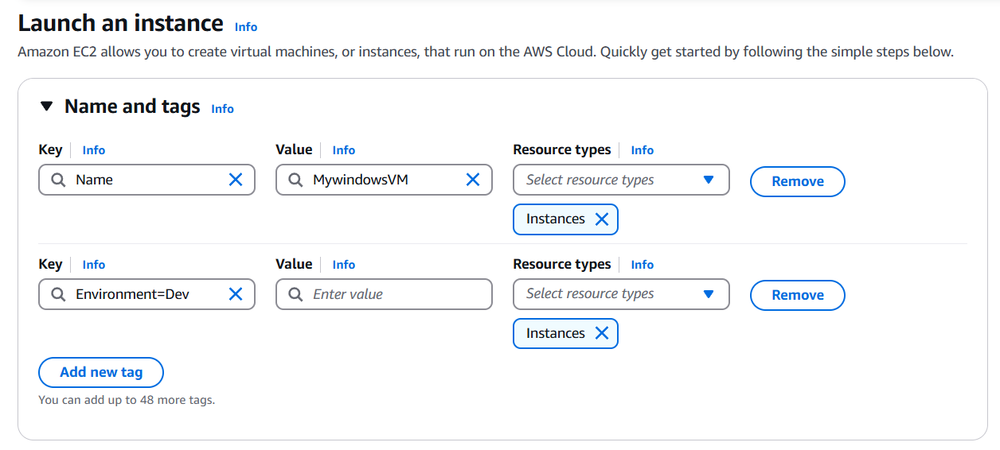 Launch an instance Info
Amazon EC2 allows you to create virtual machines, or instances, that run on the AWS Cloud. Quickly get started by following the simple steps below.
Name and tags Info
Key Info Value Info Resource types Info
Name MywindowsVM Select resource types Remove
Instances
Key Info Value Info Resource types Info
Environment=Dev Enter value Select resource types Remove
Instances
Add new tag
You can add up to 48 more tags.